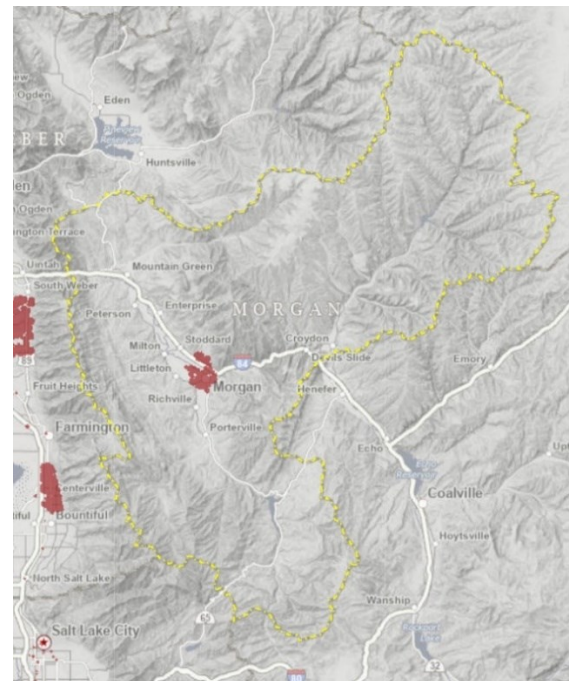 Ogden
Eden
BER
Huntsville
Ogden
Terrace
Uintah
South Weber
Mountain Green
Peterson
Enterprise
MORGAN
Stoddard
Croydon
Milton
84
Devils Slide
Emory
89
Littleton
Morgan
Fruit Heights
Henefer
Richville
Farmington
Porterville
Echo
Coalville
Bountiful
Hoytsville
North Salt Lake
Wanship
65
Salt Lake City
80
32